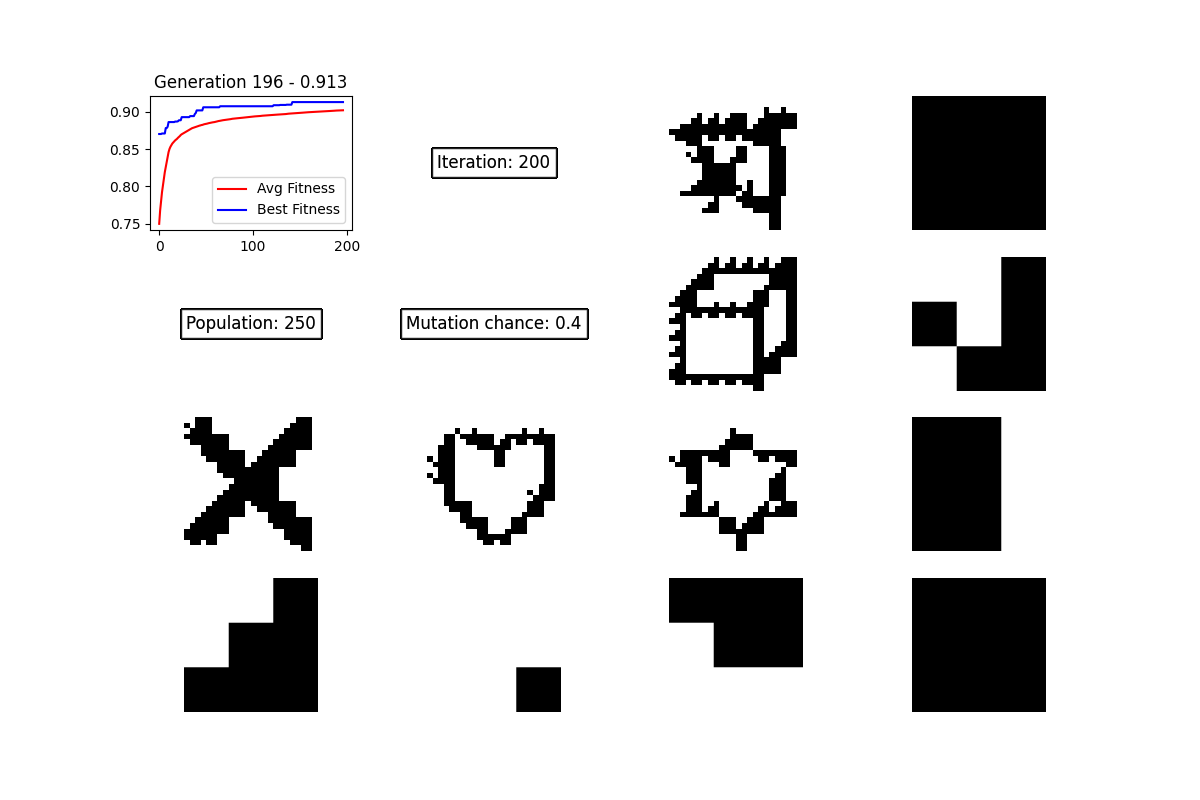 Generation 196 - 0.913
0.90
0.85
0.80
0.75
Avg Fitness
Best Fitness
0
100
200
Iteration: 200
Population: 250
Mutation chance: 0.4